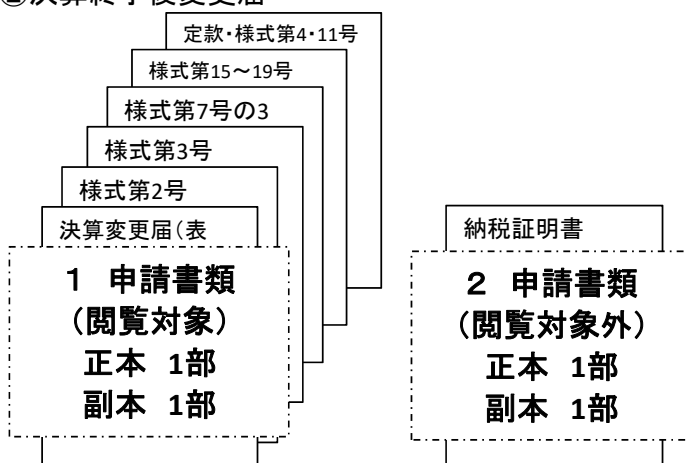 ②決算終了後変更届
定款・様式第4・11号
様式第15～19号
様式第7号の3
様式第3号
様式第2号
決算変更届(表
1 申請書類
(閲覧対象)
正本 1部
副本 1部
納税証明書
2 申請書類
(閲覧対象外)
正本 1部
副本 1部